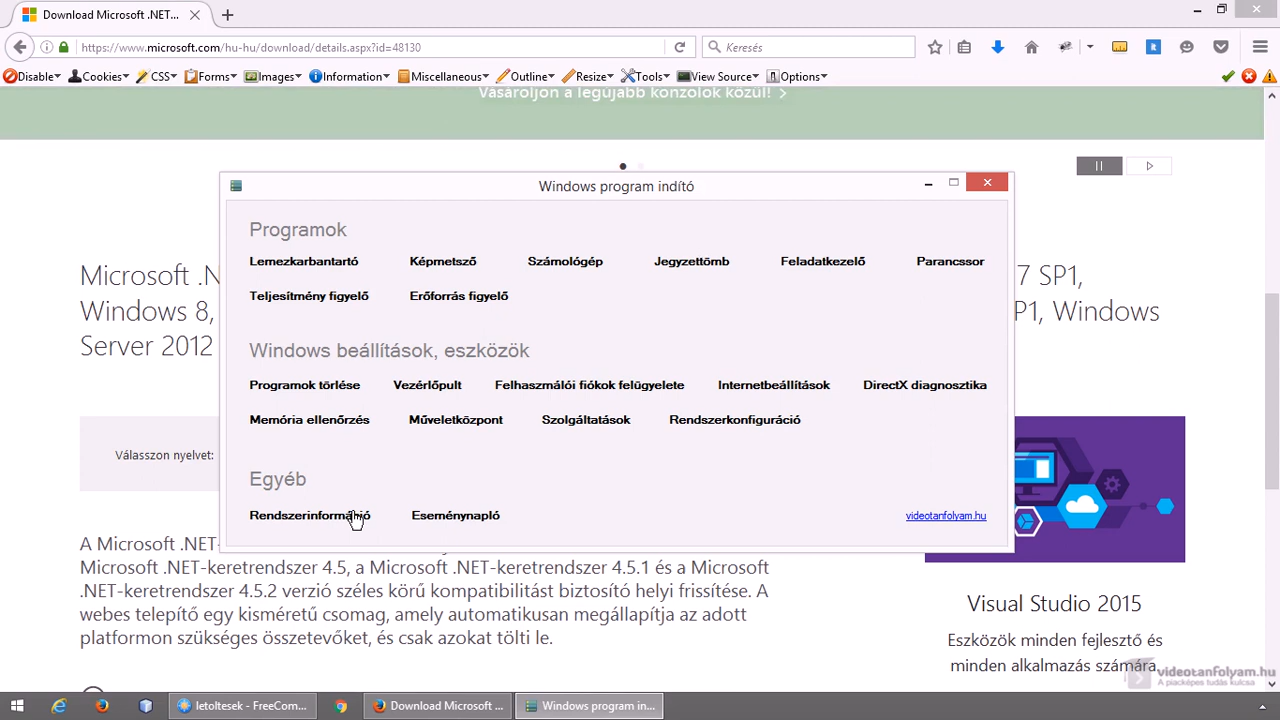 Download Microsoft .NET...
https://www.microsoft.com/hu-hu/download/details.aspx?id=48130
Keresés
Disable Cookies CSS Forms Images Information Miscellaneous Outline Resize Tools View Source Options
Vásároljon a legújabb konzolok közül!
Windows program indító
Programok
Lemezkarbantartó Képmetsző Számológép Jegyzettömb Feladatkezelő Parancssor
Teljesítmény figyelő Erőforrás figyelő
Windows beállítások, eszközök
Programok törlése Vezérlőpult Felhasználói fiókok felügyelete Internetbeállítások DirectX diagnosztika
Memória ellenőrzés Műveletközpont Szolgáltatások Rendszerkonfiguráció
Egyéb
Rendszerinformáció Eseménynapló videotanfolyam.hu
Microsoft .N 7 SP1,
Windows 8, P1, Windows
Server 2012
Válasszon nyelvet:
A Microsoft .NET-
Microsoft .NET-keretrendszer 4.5, a Microsoft .NET-keretrendszer 4.5.1 és a Microsoft
.NET-keretrendszer 4.5.2 verzió széles körű kompatibilitást biztosító helyi frissítése. A
webes telepítő egy kisméretű csomag, amely automatikusan megállapítja az adott
platformon szükséges összetevőket, és csak azokat tölti le.
Visual Studio 2015
Eszközök minden fejlesztő és
minden alkalmazás számára.
videotanfolyam.hu
A piacképes tudás kulcsa
letoltesek - FreeCom... Download Microsoft ... Windows program in...